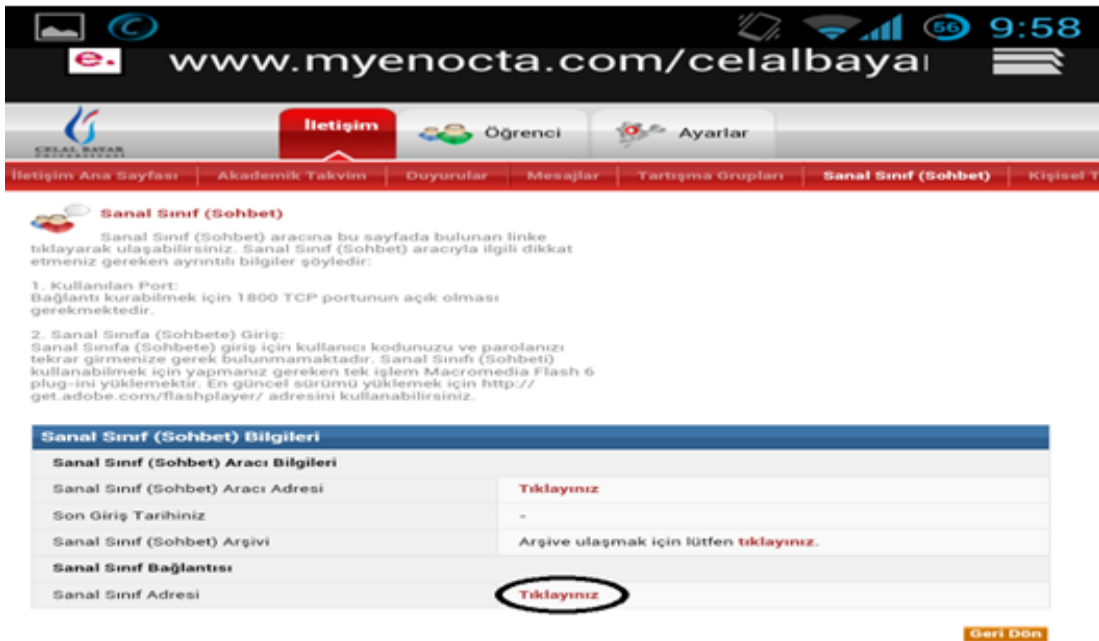 56 9:58
e. www.myenocta.com/celalbayar
CELAL BAYAR
ÜNİVERSİTESİ
İletişim Öğrenci Ayarlar
İletişim Ana Sayfası Akademik Takvim Duyurular Mesajlar Tartışma Grupları Sanal Sınıf (Sohbet) Kişisel T
Sanal Sınıf (Sohbet)
Sanal Sınıf (Sohbet) aracına bu sayfada bulunan linke
tıklayarak ulaşabilirsiniz. Sanal Sınıf (Sohbet) aracıyla ilgili dikkat
etmeniz gereken ayrıntılı bilgiler şöyledir:
1. Kullanılan Port:
Bağlantı kurabilmek için 1800 TCP portunun açık olması
gerekmektedir.
2. Sanal Sınıfa (Sohbete) Giriş:
Sanal Sınıfa (Sohbete) giriş için kullanıcı kodunuzu ve parolanızı
tekrar girmenize gerek bulunmamaktadır. Sanal Sınıfı (Sohbeti)
kullanabilmek için yapmanız gereken tek işlem Macromedia Flash 6
plug-ini yüklemektir. En güncel sürümü yüklemek için http://
get.adobe.com/flashplayer/ adresini kullanabilirsiniz.
Sanal Sınıf (Sohbet) Bilgileri
Sanal Sınıf (Sohbet) Aracı Bilgileri
Sanal Sınıf (Sohbet) Aracı Adresi Tıklayınız
Son Giriş Tarihiniz -
Sanal Sınıf (Sohbet) Arşivi Arşive ulaşmak için lütfen tıklayınız.
Sanal Sınıf Bağlantısı
Sanal Sınıf Adresi Tıklayınız
Geri Dön